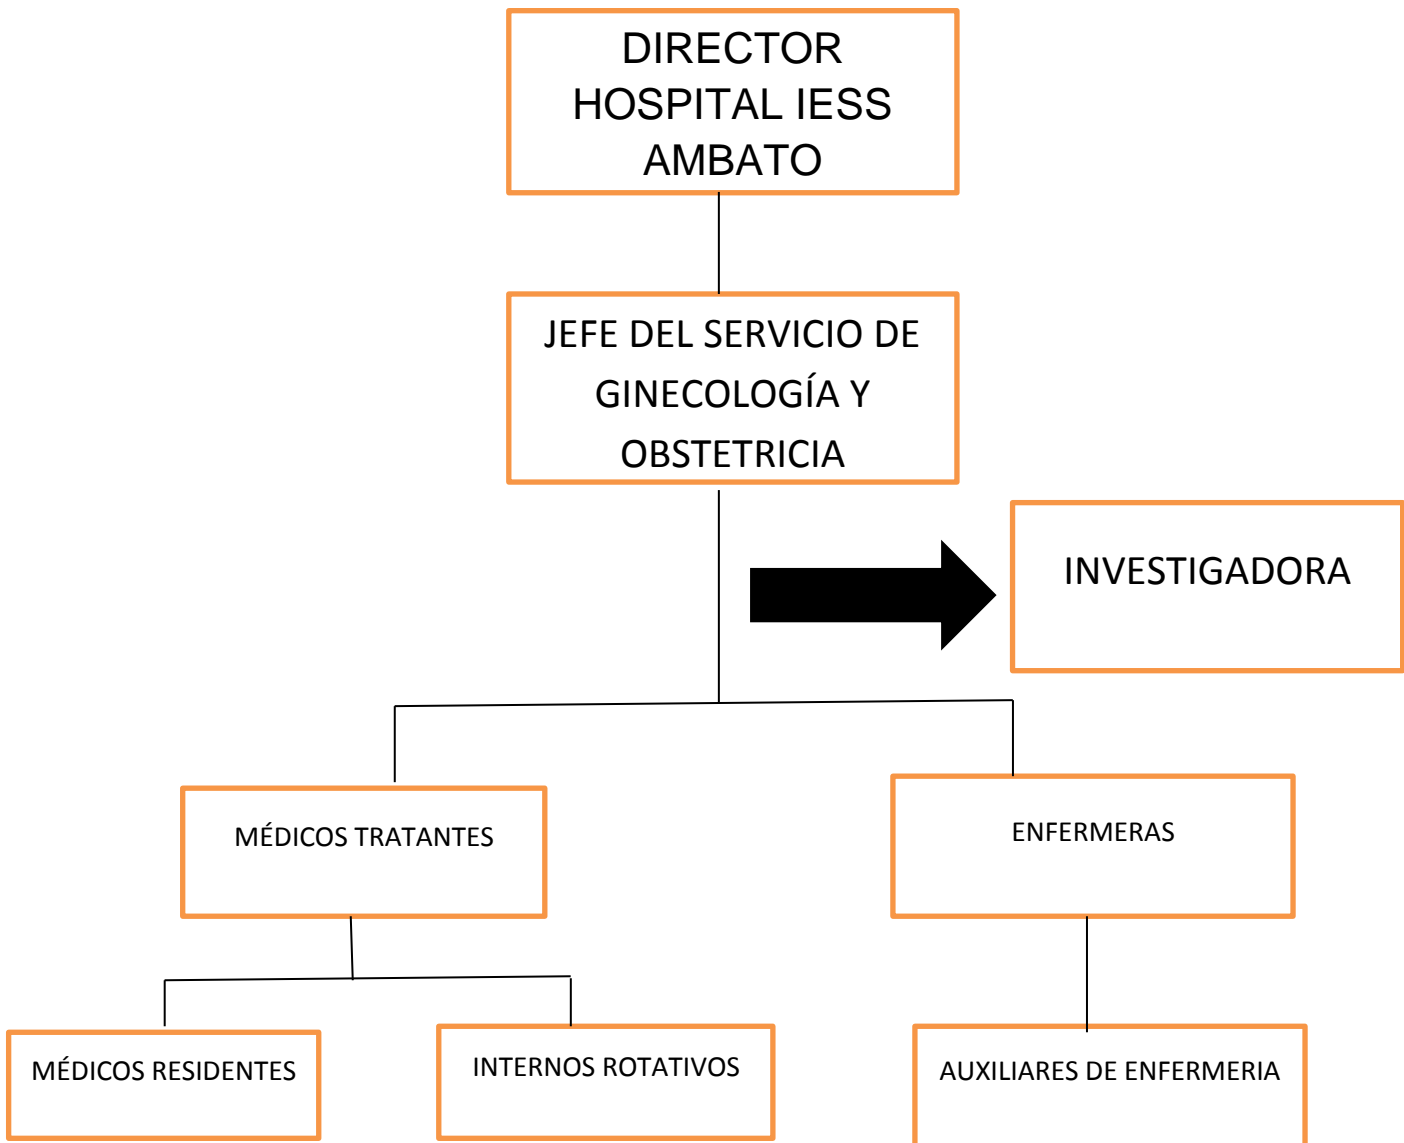 DIRECTOR
HOSPITAL IESS
AMBATO
JEFE DEL SERVICIO DE
GINECOLOGÍA Y
OBSTETRICIA
INVESTIGADORA
MÉDICOS TRATANTES
ENFERMERAS
MÉDICOS RESIDENTES
INTERNOS ROTATIVOS
AUXILIARES DE ENFERMERIA